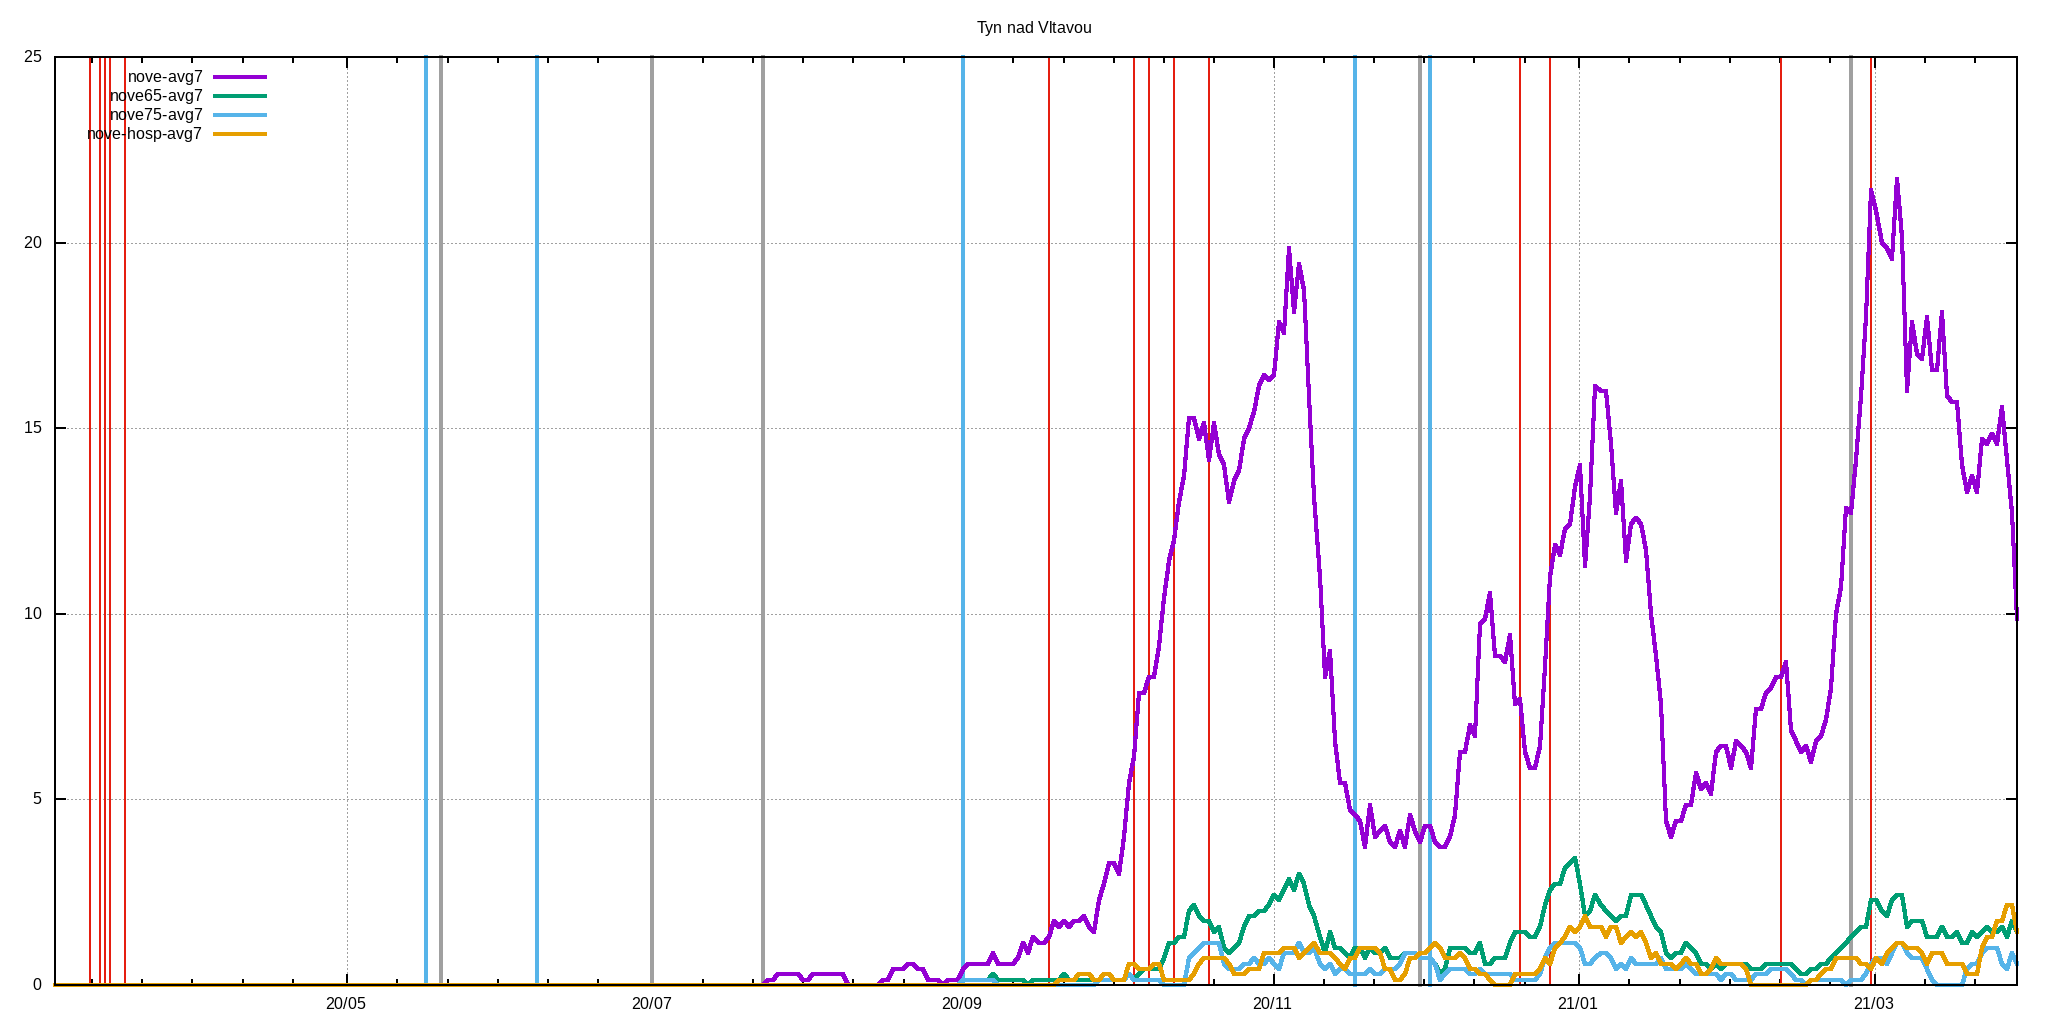 Tyn nad Vltavou
25
20
15
10
5
0
nove-avg7
nove65-avg7
nove75-avg7
nove-hosp-avg7
20/05 20/07 20/09 20/11 21/01 21/03